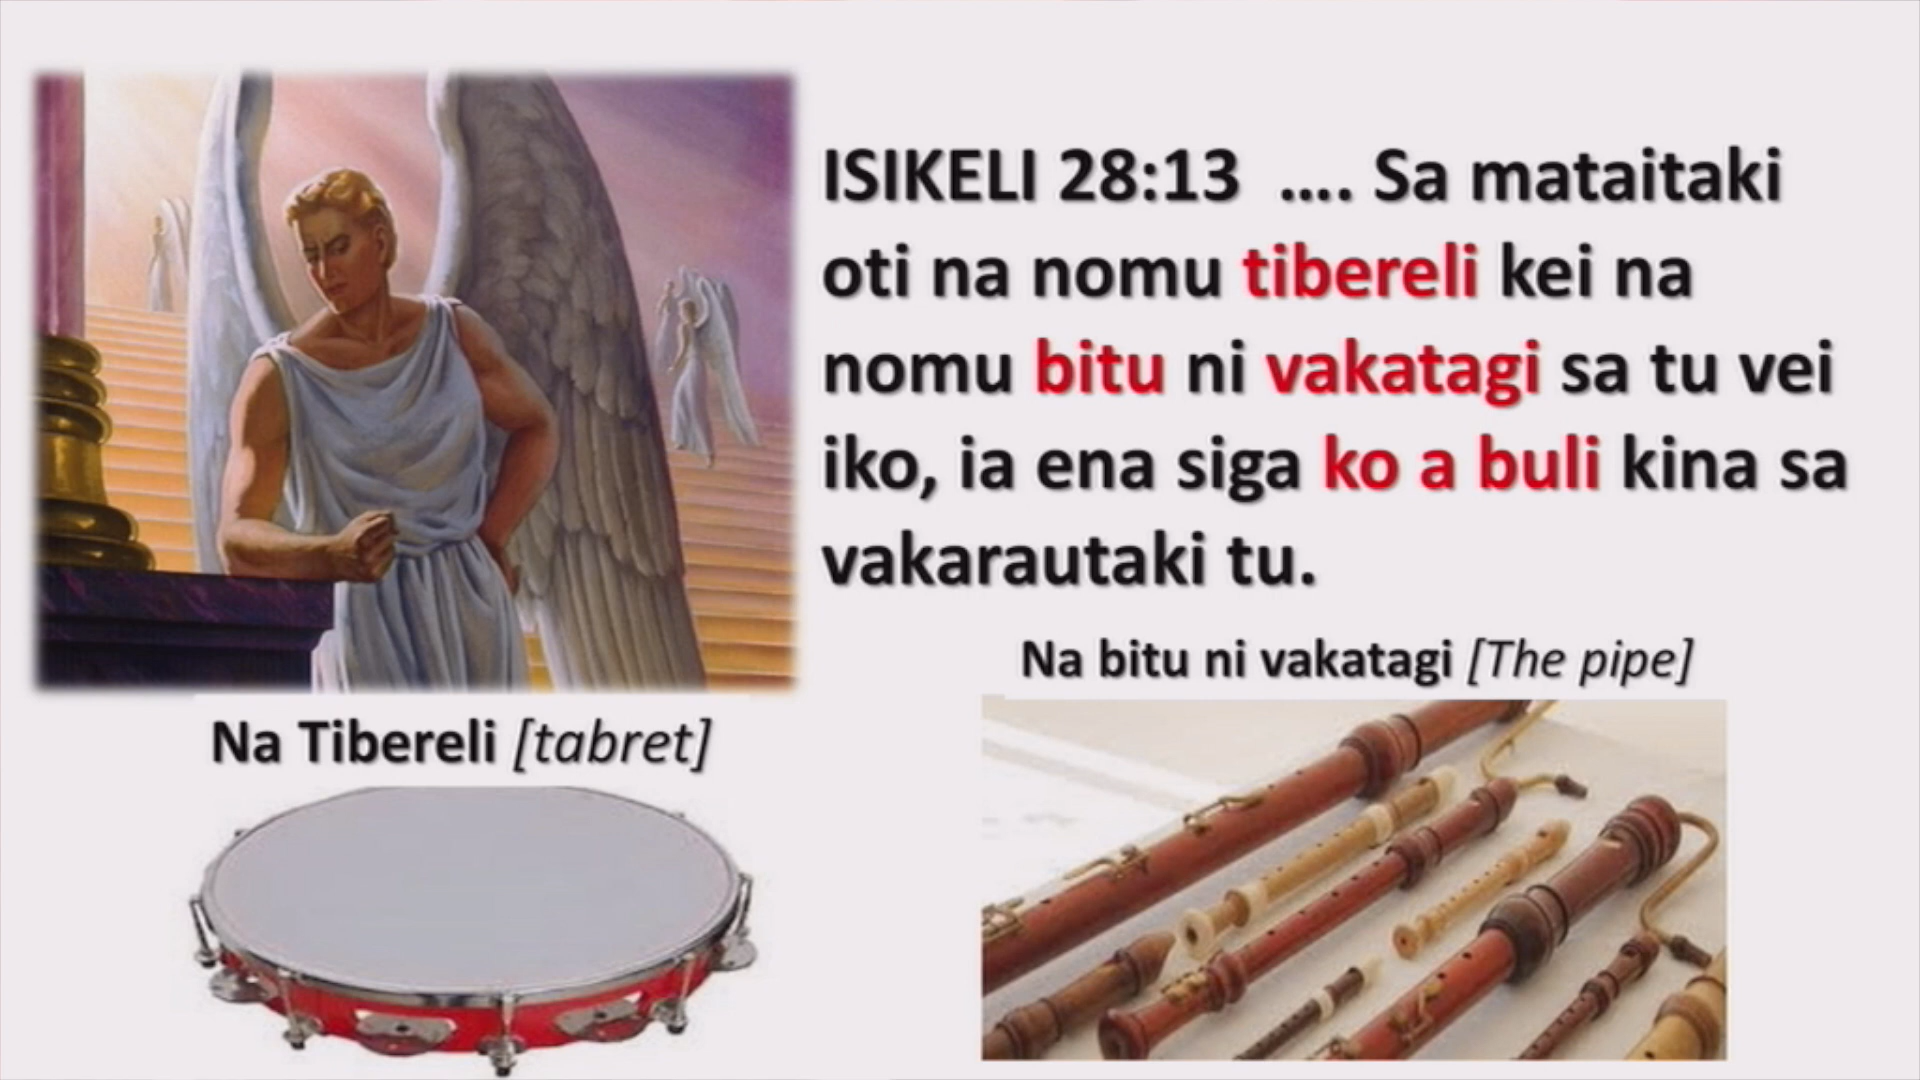 ISIKELI 28:13 …. Sa mataitaki
oti na nomu tibereli kei na
nomu bitu ni vakatagi sa tu vei
iko, ia ena siga ko a buli kina sa
vakarautaki tu.
Na bitu ni vakatagi [The pipe]
Na Tibereli [tabret]